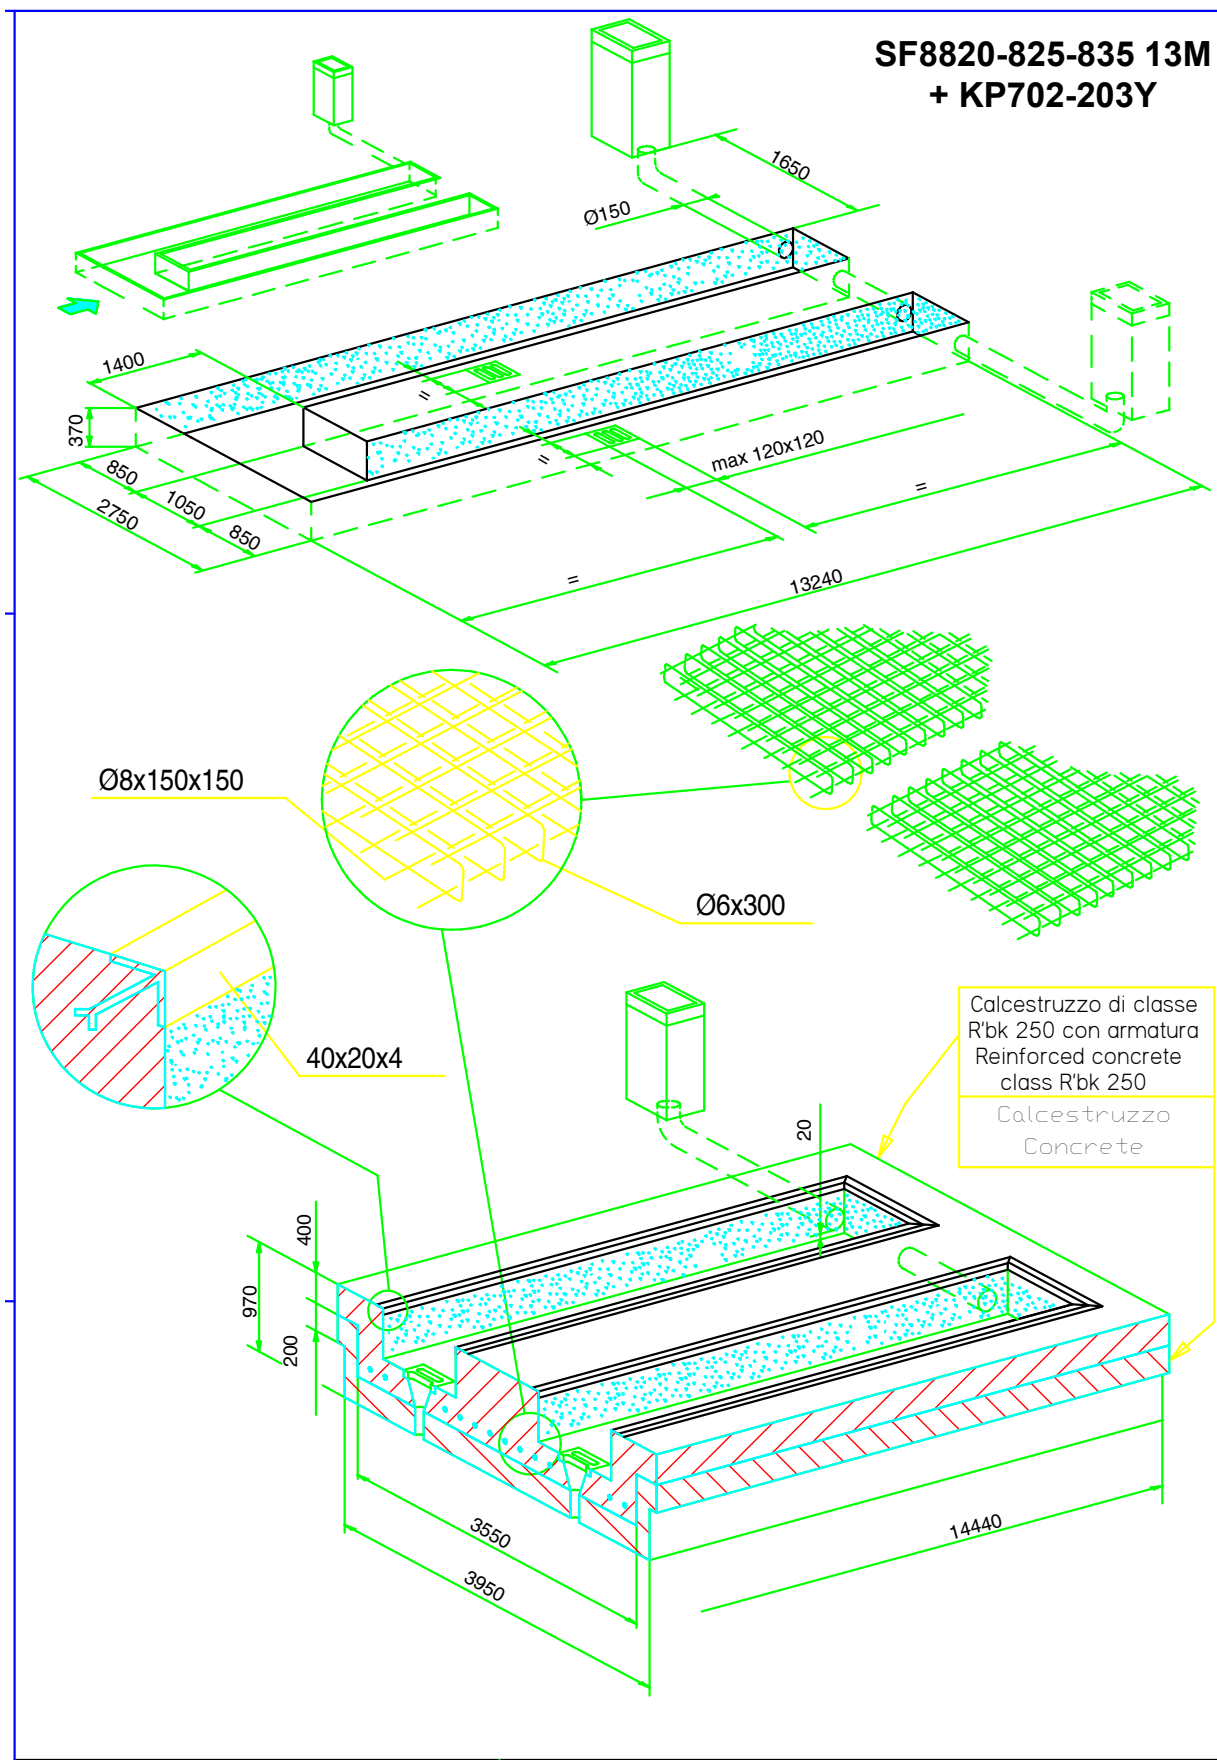 SF8820-825-835 13M
+ KP702-203Y
1650
Ø150
1400
370
=
=
max 120x120
=
850
1050
850
2750
=
13240
Ø8x150x150
Ø6x300
40x20x4
Calcestruzzo di classe
R'bk 250 con armatura
Reinforced concrete
class R'bk 250
Calcestruzzo
Concrete
20
400
970
200
3550
3950
14440